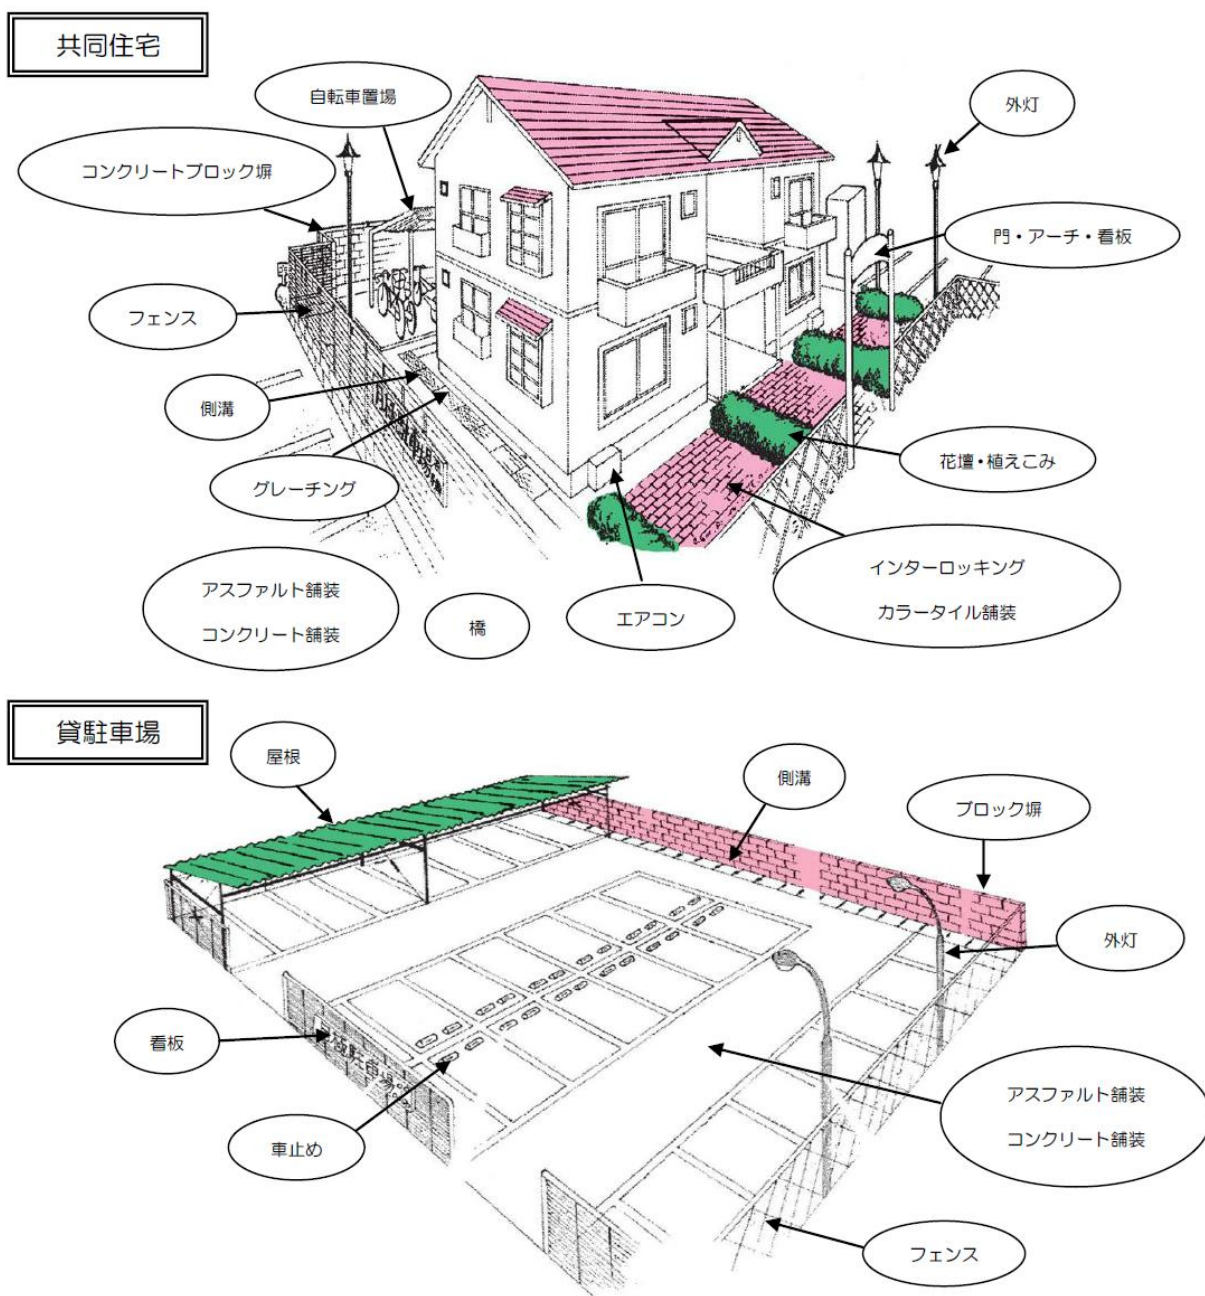 共同住宅
自転車置場
外灯
コンクリートブロック塀
門・アーチ・看板
フェンス
側溝
花壇・植えこみ
グレーチング
インターロッキング
カラータイル舗装
アスファルト舗装
コンクリート舗装
橋
エアコン
貸駐車場
屋根
側溝
ブロック塀
外灯
看板
アスファルト舗装
コンクリート舗装
車止め
フェンス